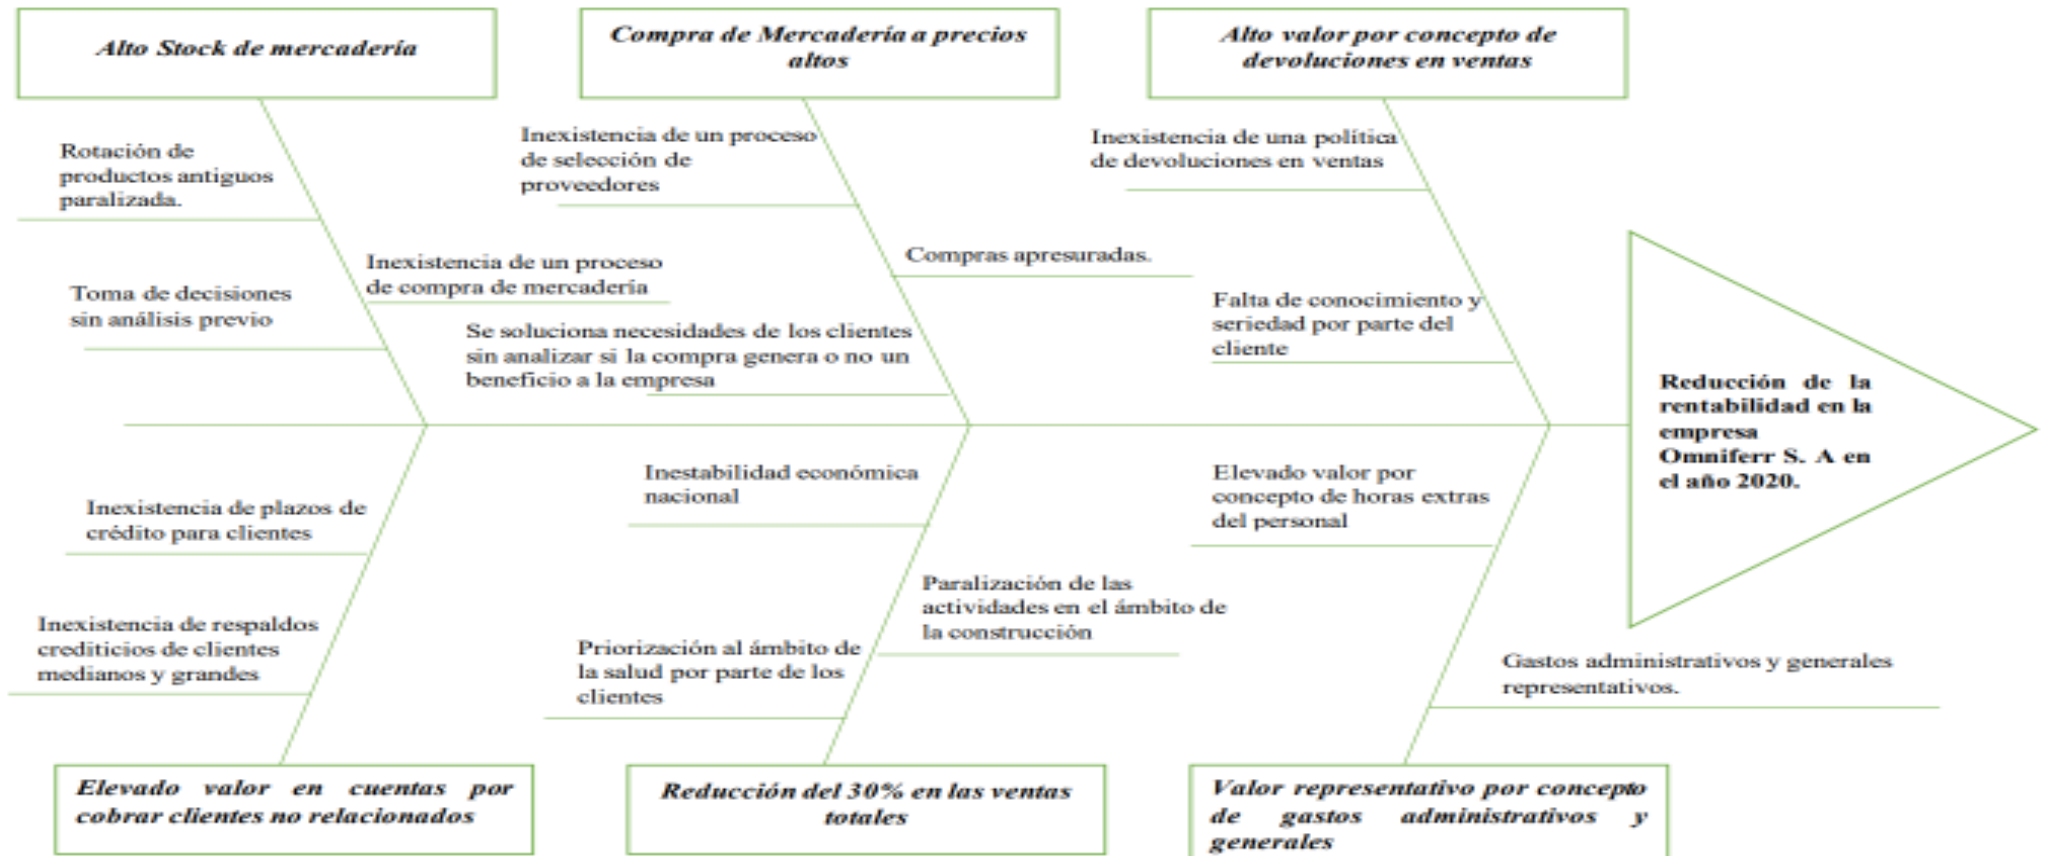 Alto Stock de mercadería
Compra de Mercadería a precios
altos
Alto valor por concepto de
devoluciones en ventas
Rotación de
productos antiguos
paralizada.
Inexistencia de un proceso
de selección de
proveedores
Inexistencia de una política
de devoluciones en ventas
Toma de decisiones
sin análisis previo
Inexistencia de un proceso
de compra de mercadería
Compras apresuradas.
Se soluciona necesidades de los clientes
sin analizar si la compra genera o no un
beneficio a la empresa
Falta de conocimiento y
seriedad por parte del
cliente
Reducción de la
rentabilidad en la
empresa
Omniferr S. A en
el año 2020.
Inexistencia de plazos de
crédito para clientes
Inestabilidad económica
nacional
Elevado valor por
concepto de horas extras
del personal
Inexistencia de respaldos
crediticios de clientes
medianos y grandes
Priorización al ámbito de
la salud por parte de los
clientes
Paralización de las
actividades en el ámbito de
la construcción
Gastos administrativos y generales
representativos.
Elevado valor en cuentas por
cobrar clientes no relacionados
Reducción del 30% en las ventas
totales
Valor representativo por concepto
de gastos administrativos y
generales